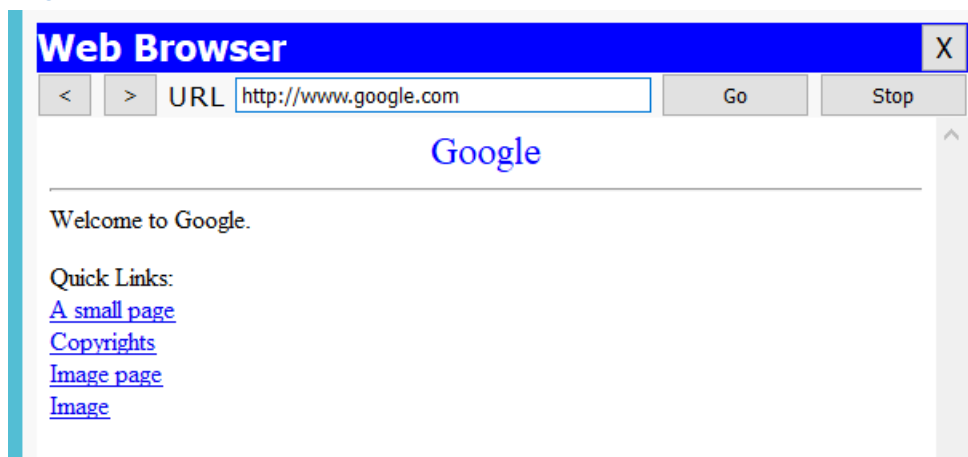 Web Browser X
< > URL http://www.google.com Go Stop
Google
Welcome to Google.
Quick Links:
A small page
Copyrights
Image page
Image